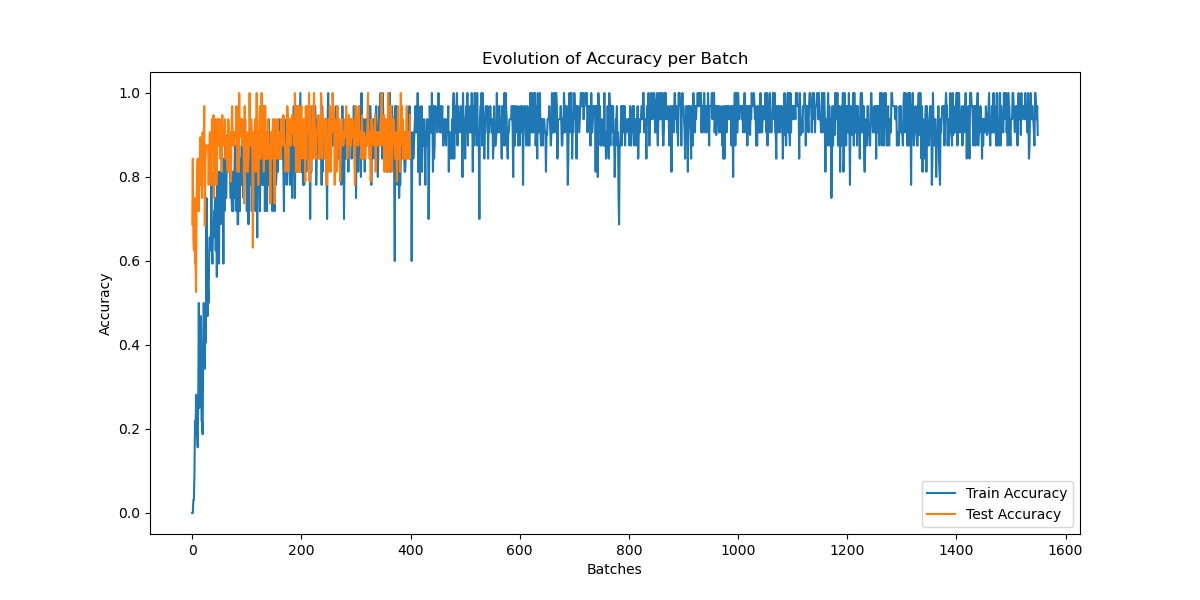 Evolution of Accuracy per Batch
Accuracy
1.0
0.8
0.6
0.4
0.2
0.0
Train Accuracy
Test Accuracy
0 200 400 600 800 1000 1200 1400 1600
Batches